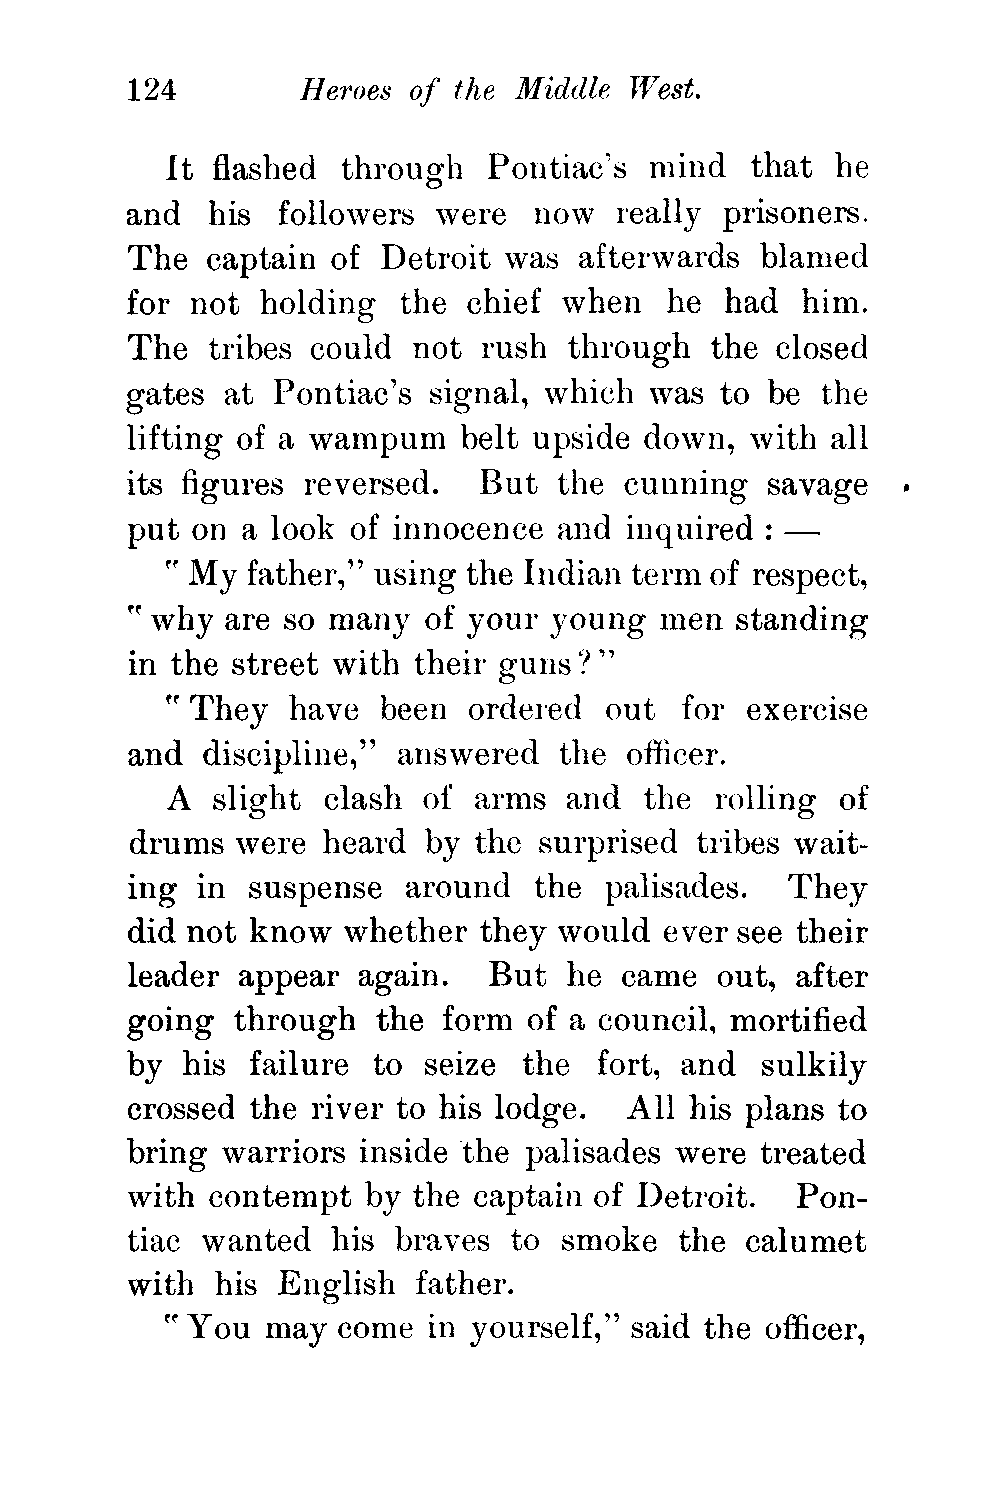 124 Heroes of the Middle West.
It flashed through Pontiac's mind that he
and his followers were now really prisoners.
The captain of Detroit was afterwards blamed
for not holding the chief when he had him.
The tribes could not rush through the closed
gates at Pontiac's signal, which was to be the
lifting of a wampum belt upside down, with all
its figures reversed. But the cunning savage
put on a look of innocence and inquired : —
" My father," using the Indian term of respect,
" why are so many of your young men standing
in the street with their guns ? "
" They have been ordered out for exercise
and discipline," answered the officer.
A slight clash of arms and the rolling of
drums were heard by the surprised tribes wait-
ing in suspense around the palisades. They
did not know whether they would ever see their
leader appear again. But he came out, after
going through the form of a council, mortified
by his failure to seize the fort, and sulkily
crossed the river to his lodge. All his plans to
bring warriors inside the palisades were treated
with contempt by the captain of Detroit. Pon-
tiac wanted his braves to smoke the calumet
with his English father.
" You may come in yourself," said the officer,